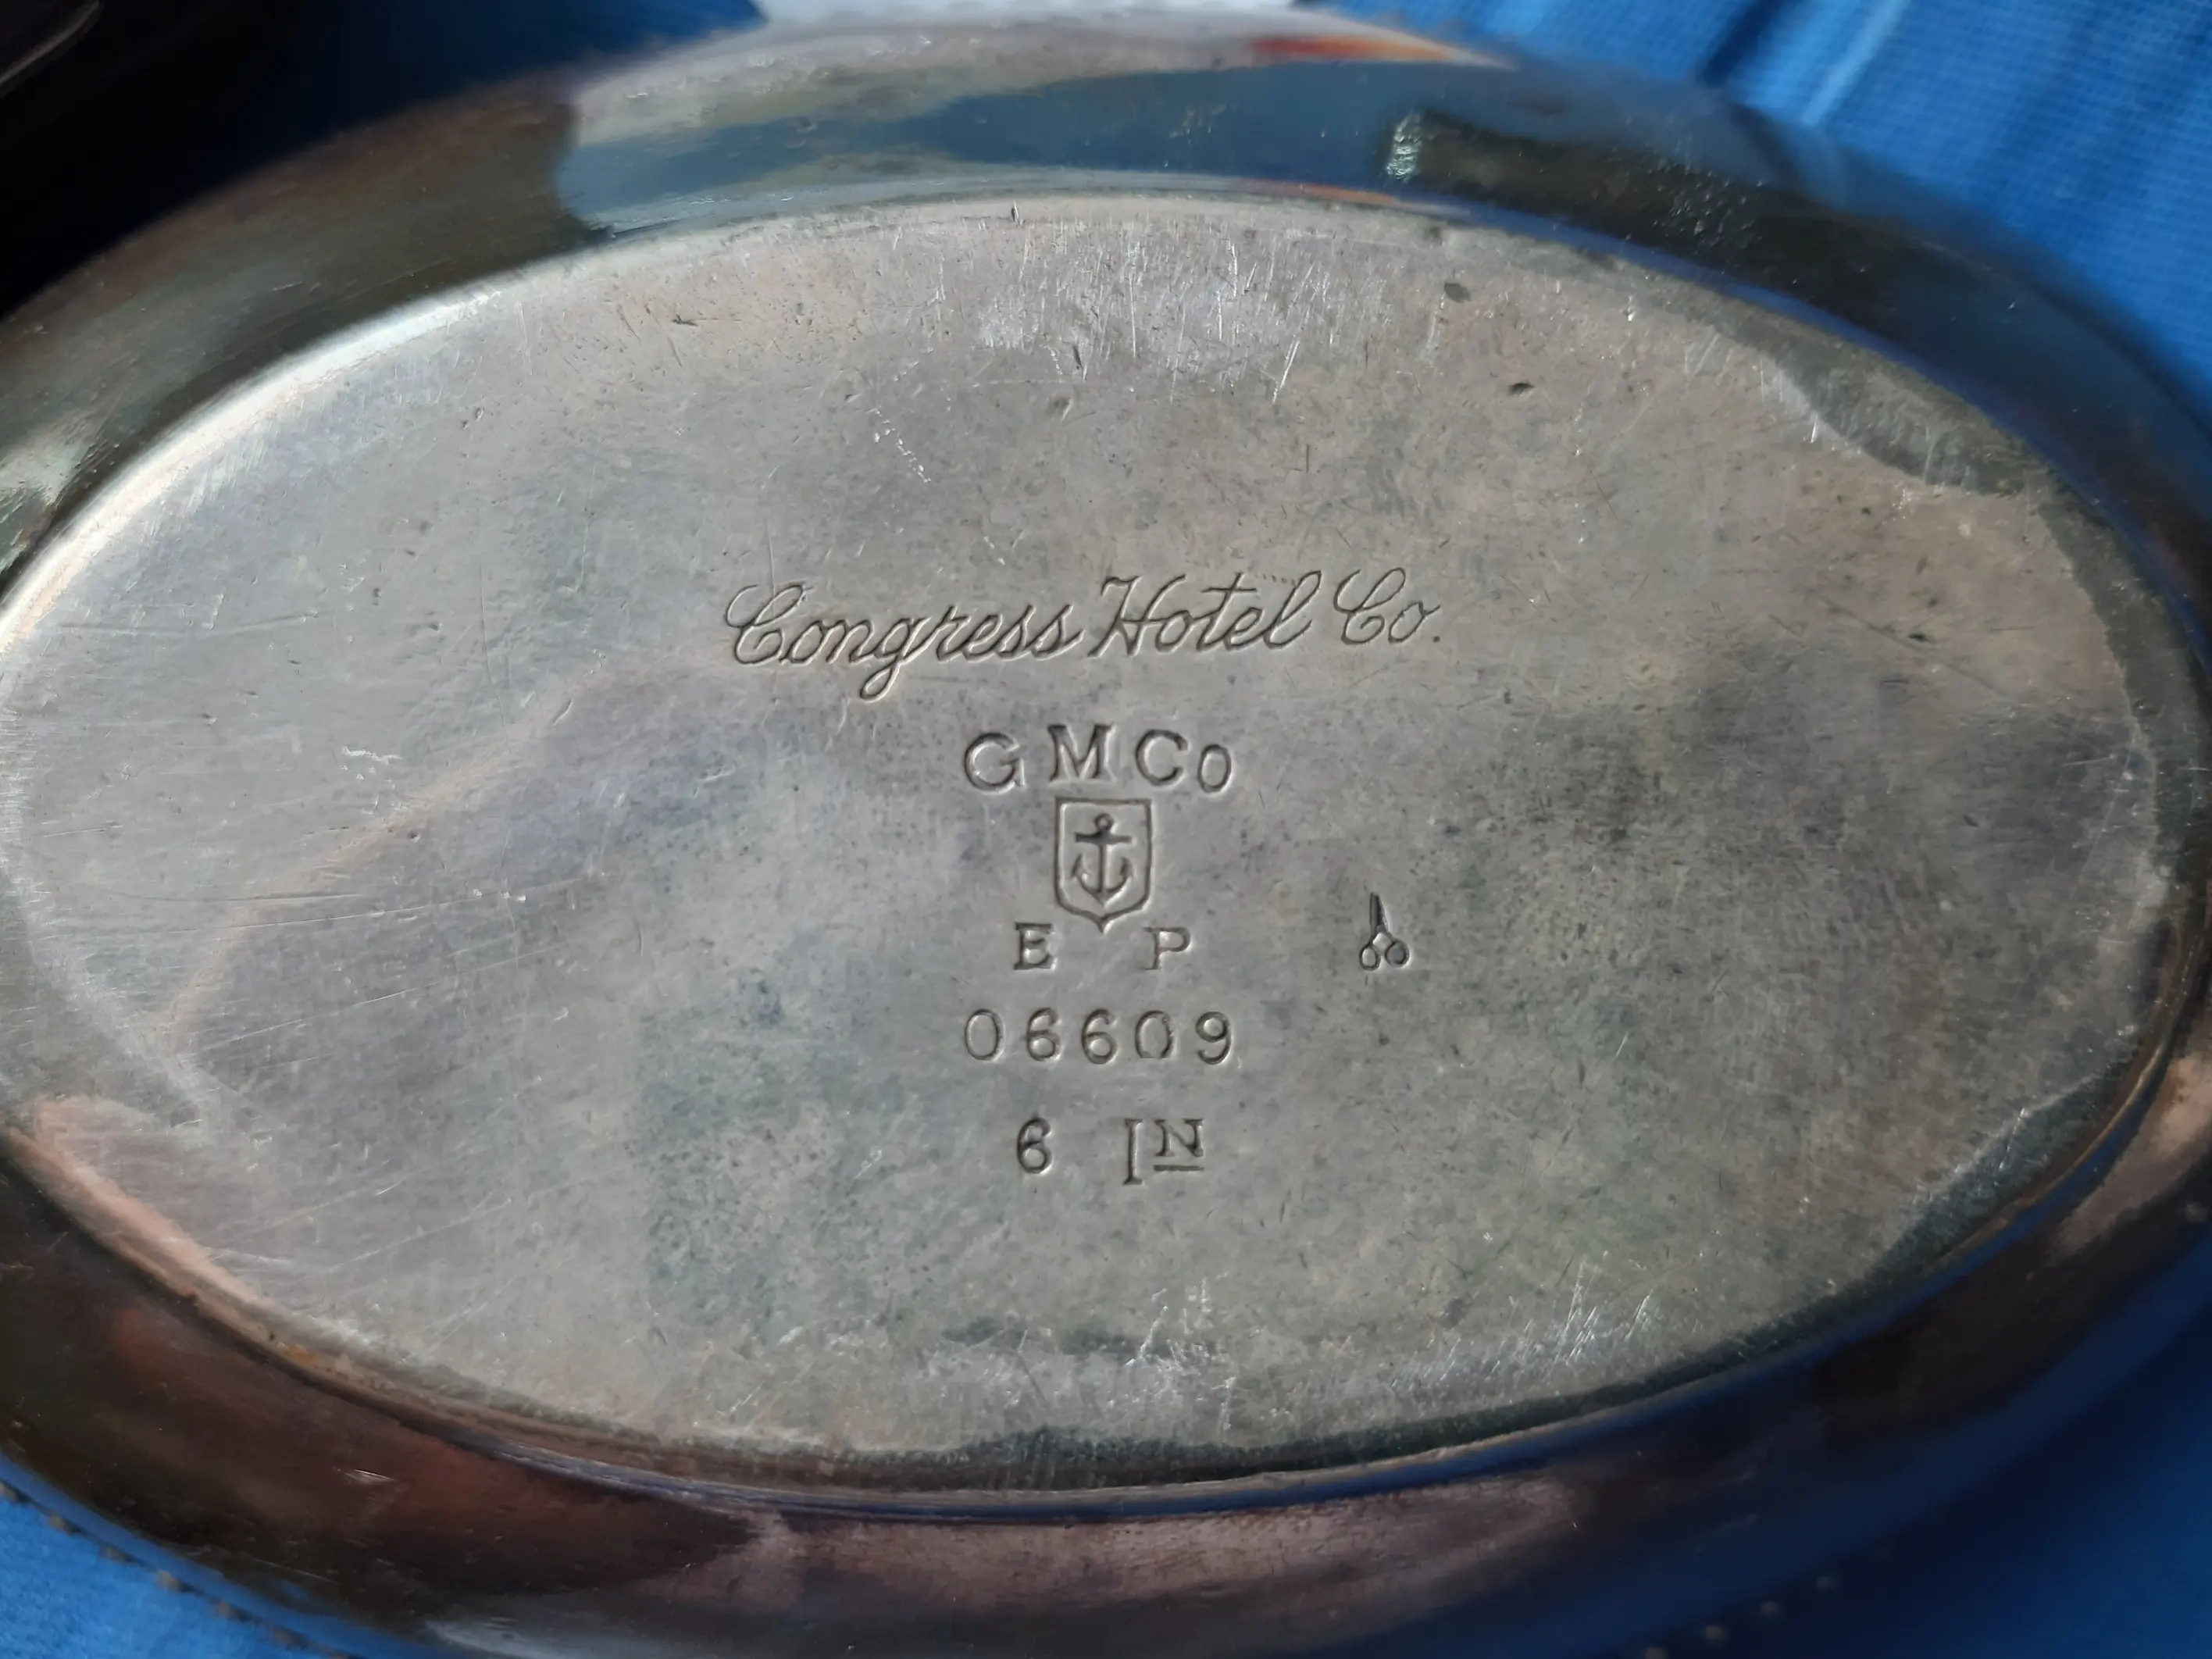 Congress Hotel Co.
GMCo
E P
06609
6 IN